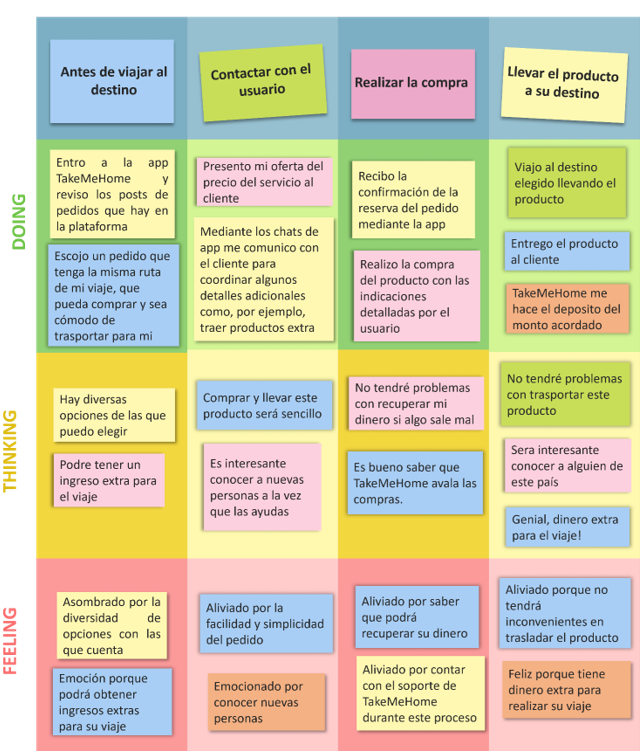 Antes de viajar al
destino
Contactar con el
usuario
Realizar la compra
Llevar el producto
a su destino
DOING
Entro a la app
TakeMeHome y
reviso los posts de
pedidos que hay en
la plataforma
Escojo un pedido que
tenga la misma ruta
de mi viaje, que
pueda comprar y sea
cómodo de
trasportar para mi
Presento mi oferta del
precio del servicio al
cliente
Mediante los chats de
app me comunico con
el cliente para
coordinar algunos
detalles adicionales
como, por ejemplo,
traer productos extra
Recibo la
confirmación de la
reserva del pedido
mediante la app
Realizo la compra
del producto con las
indicaciones
detalladas por el
usuario
Viajo al destino
elegido llevando el
producto
Entrego el producto
al cliente
TakeMeHome me
hace el deposito del
monto acordado
THINKING
Hay diversas
opciones de las que
puedo elegir
Podre tener un
ingreso extra para
el viaje
Comprar y llevar este
producto será sencillo
Es interesante
conocer a nuevas
personas a la vez
que las ayudas
No tendré problemas
con recuperar mi
dinero si algo sale mal
Es bueno saber que
TakeMeHome avala las
compras.
No tendré problemas
con trasportar este
producto
Sera interesante
conocer a alguien de
este país
Genial, dinero extra
para el viaje!
FEELING
Asombrado por la
diversidad de
opciones con las
que cuenta
Emoción porque
podrá obtener
ingresos extras
para su viaje
Aliviado por la
facilidad y simplicidad
del pedido
Emocionado por
conocer nuevas
personas
Aliviado por saber
que podrá
recuperar su dinero
Aliviado por contar
con el soporte de
TakeMeHome
durante este proceso
Aliviado porque no
tendrá
inconvenientes en
trasladar el producto
Feliz porque tiene
dinero extra para
realizar su viaje